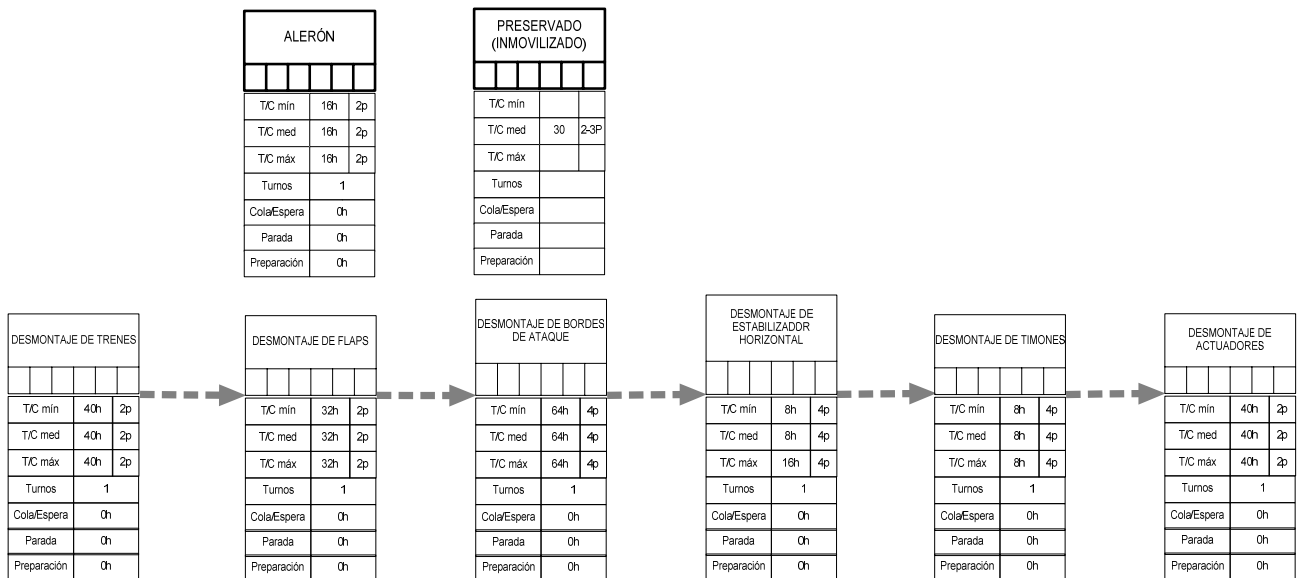 ALERÓN
T/C mín 16h 2p
T/C med 16h 2p
T/C máx 16h 2p
Turnos 1
Cola/Espera 0h
Parada 0h
Preparación 0h
PRESERVADO
(INMOVILIZADO)
T/C mín
T/C med 30 2-3P
T/C máx
Turnos
Cola/Espera
Parada
Preparación
DESMONTAJE DE TRENES
T/C mín 40h 2p
T/C med 40h 2p
T/C máx 40h 2p
Turnos 1
Cola/Espera 0h
Parada 0h
Preparación 0h
DESMONTAJE DE FLAPS
T/C mín 32h 2p
T/C med 32h 2p
T/C máx 32h 2p
Turnos 1
Cola/Espera 0h
Parada 0h
Preparación 0h
DESMONTAJE DE BORDES
DE ATAQUE
T/C mín 64h 4p
T/C med 64h 4p
T/C máx 64h 4p
Turnos 1
Cola/Espera 0h
Parada 0h
Preparación 0h
DESMONTAJE DE
ESTABILIZADOR
HORIZONTAL
T/C mín 8h 4p
T/C med 8h 4p
T/C máx 16h 4p
Turnos 1
Cola/Espera 0h
Parada 0h
Preparación 0h
DESMONTAJE DE TIMONES
T/C mín 8h 4p
T/C med 8h 4p
T/C máx 8h 4p
Turnos 1
Cola/Espera 0h
Parada 0h
Preparación 0h
DESMONTAJE DE
ACTUADORES
T/C mín 40h 2p
T/C med 40h 2p
T/C máx 40h 2p
Turnos 1
Cola/Espera 0h
Parada 0h
Preparación 0h